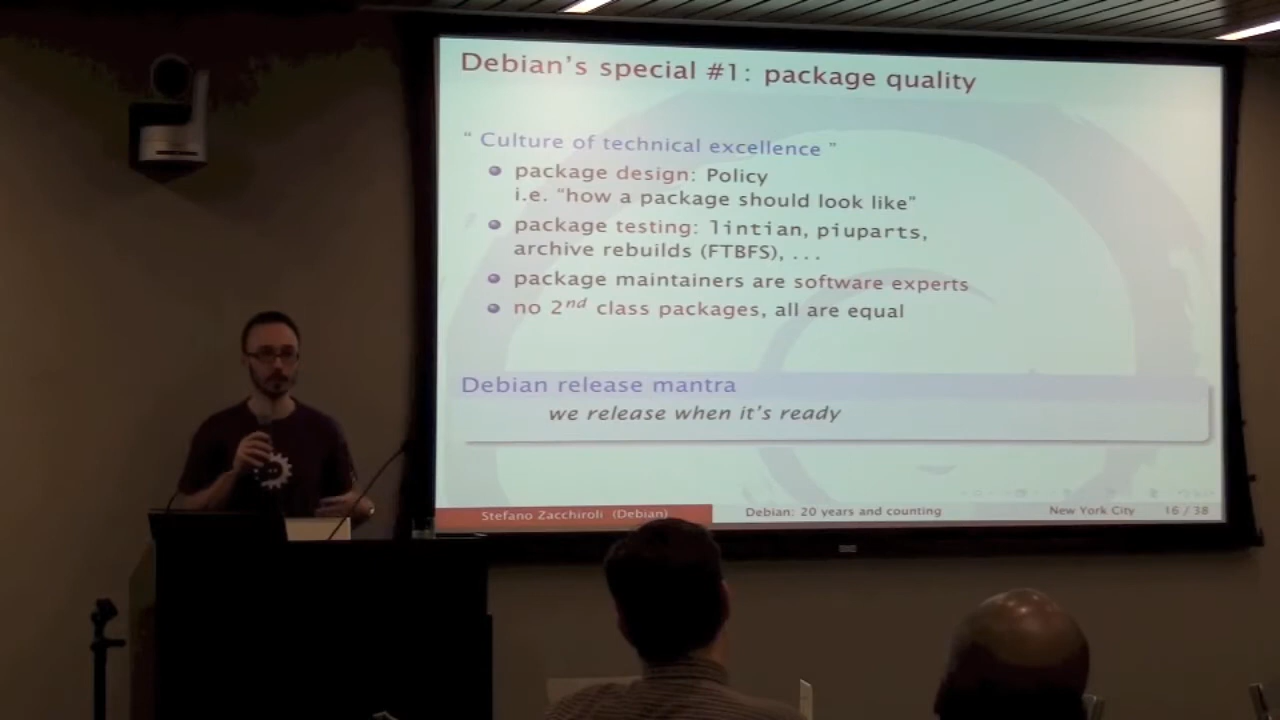 Debian's special #1: package quality
" Culture of technical excellence "
package design: Policy
i.e. "how a package should look like"
package testing: lintian, piuparts,
archive rebuilds (FTBFS), ...
package maintainers are software experts
no 2nd class packages, all are equal
Debian release mantra
we release when it's ready
Stefano Zacchiroli (Debian) Debian: 20 years and counting New York City 16 / 38